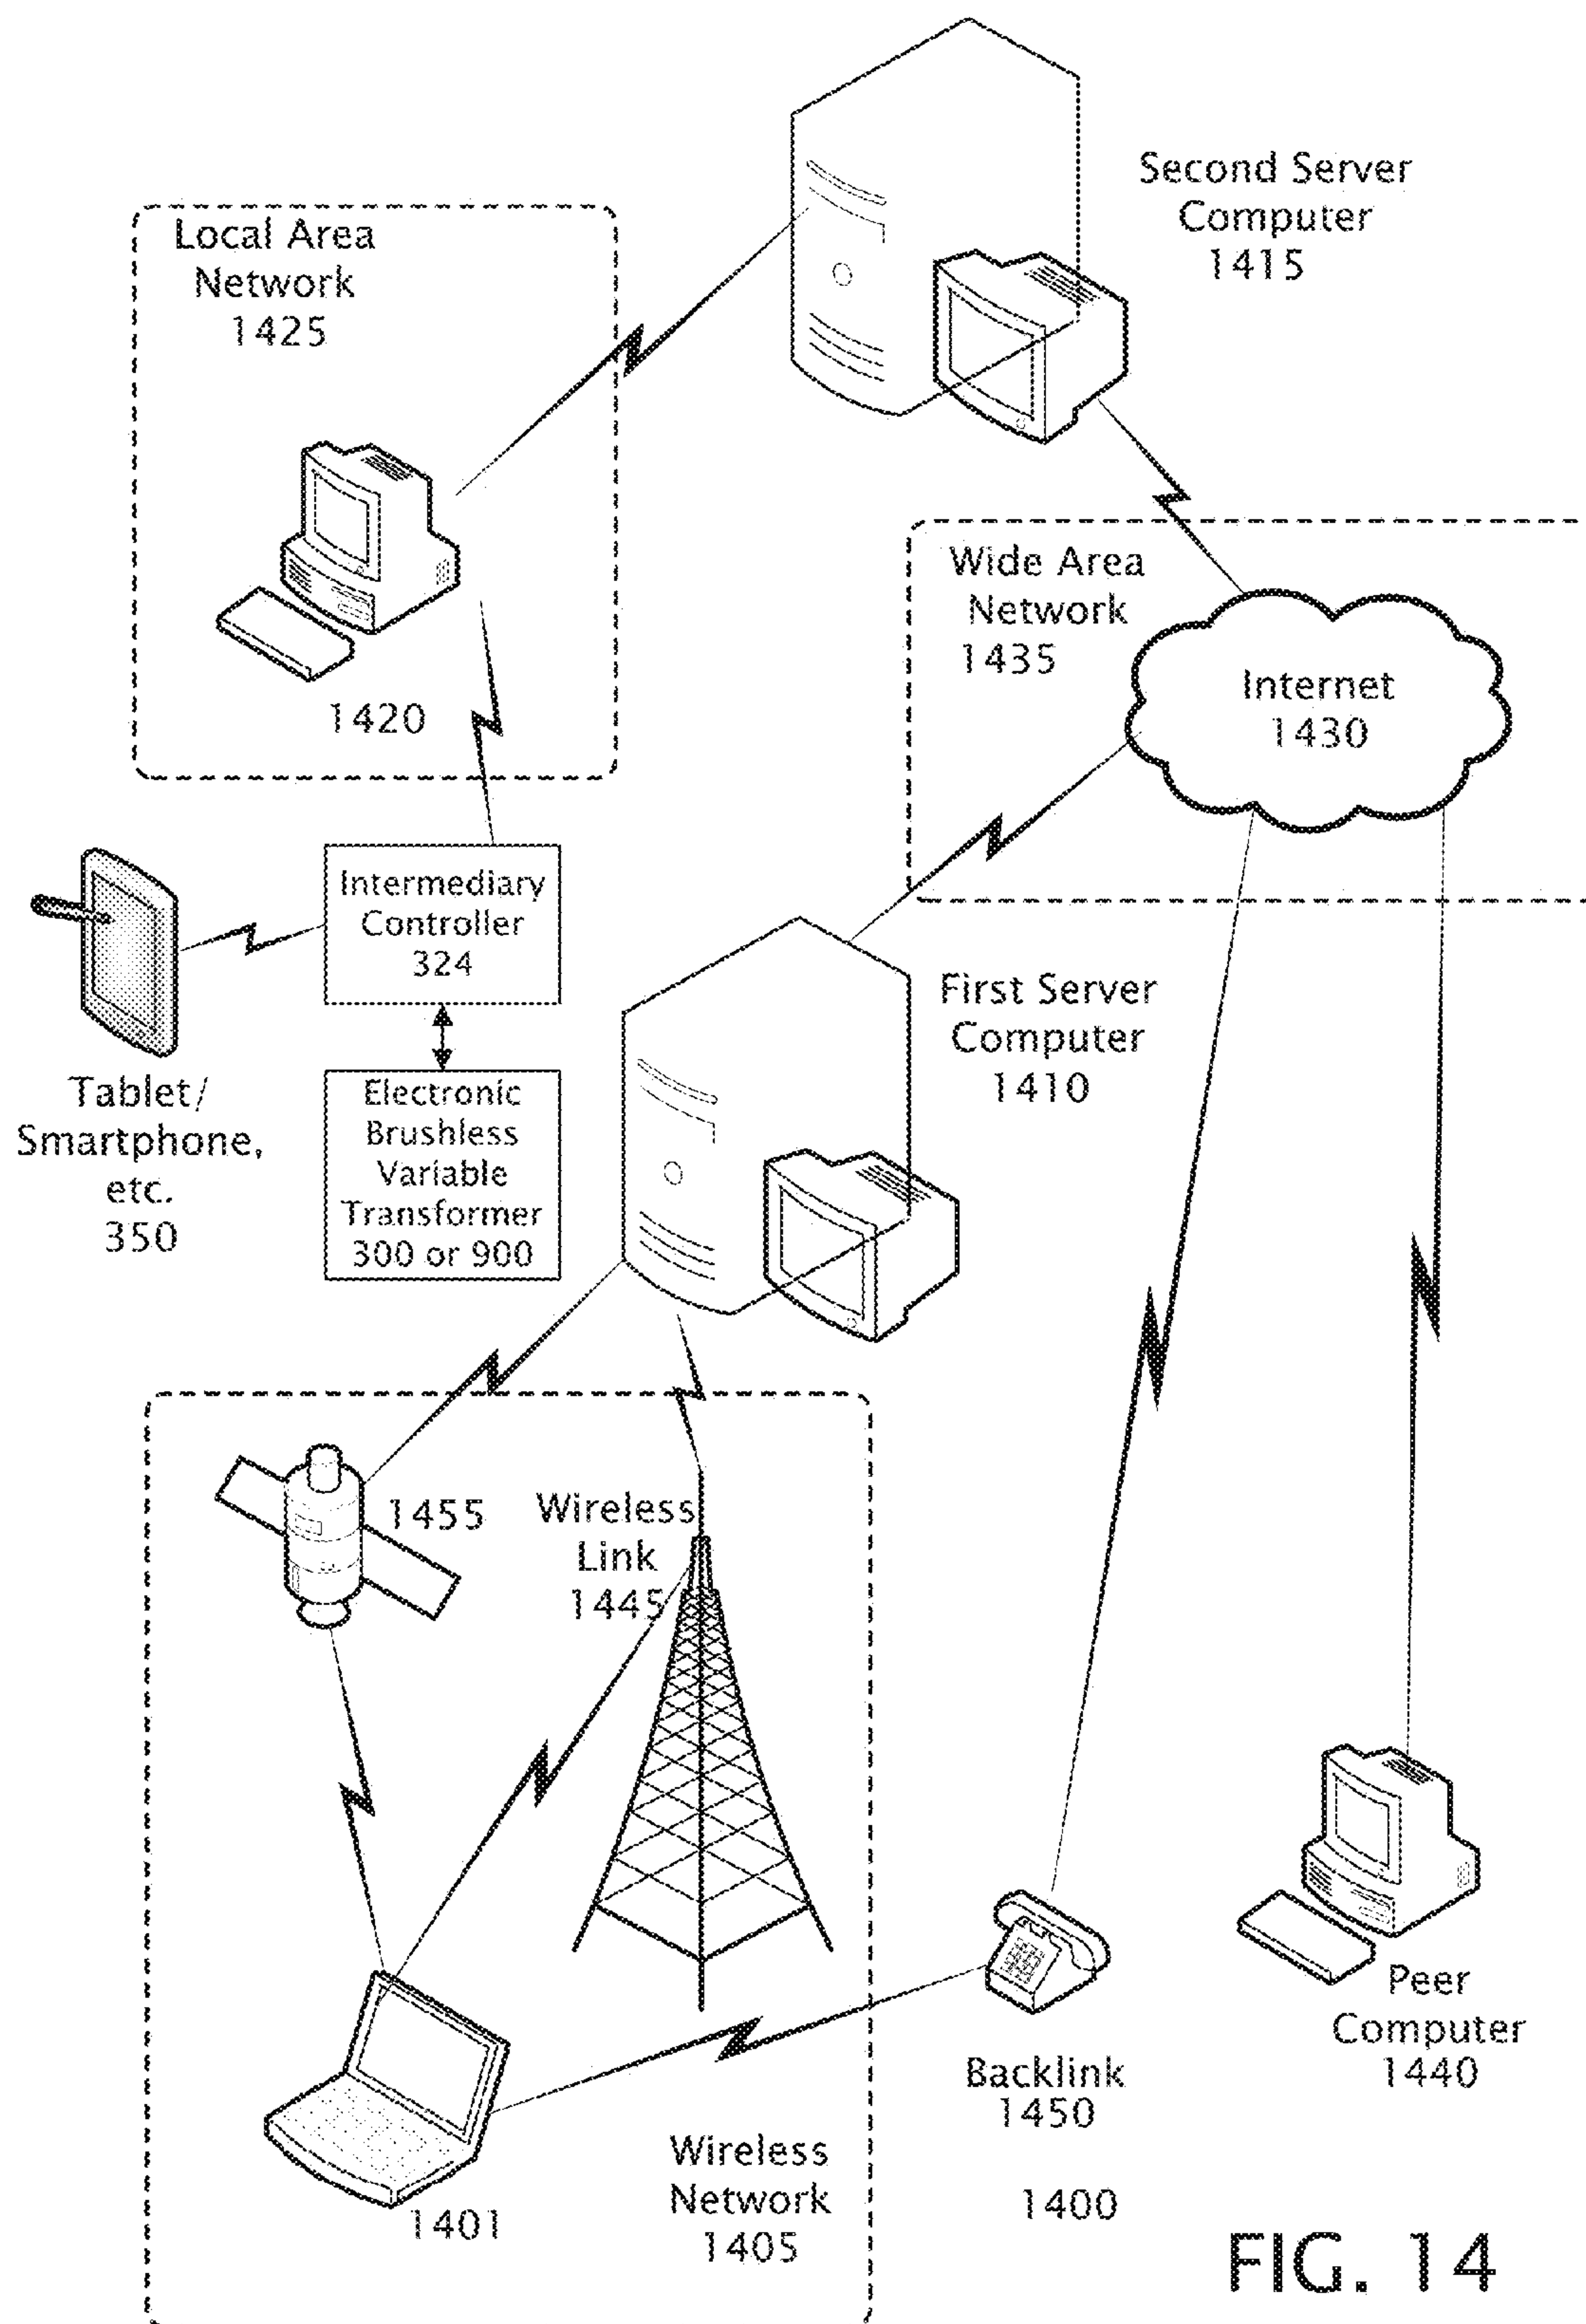 Second Server
Computer
1415
Local Area
Network
1425
1420
Wide Area
Network
1435
Internet
1430
Intermediary
Controller
324
Tablet/
Smartphone,
etc.
350
Electronic
Brushless
Variable
Transformer
300 or 900
First Server
Computer
1410
1455
Wireless
Link
1445
1401
Wireless
Network
1405
Backlink
1450
Peer
Computer
1440
1400
FIG. 14